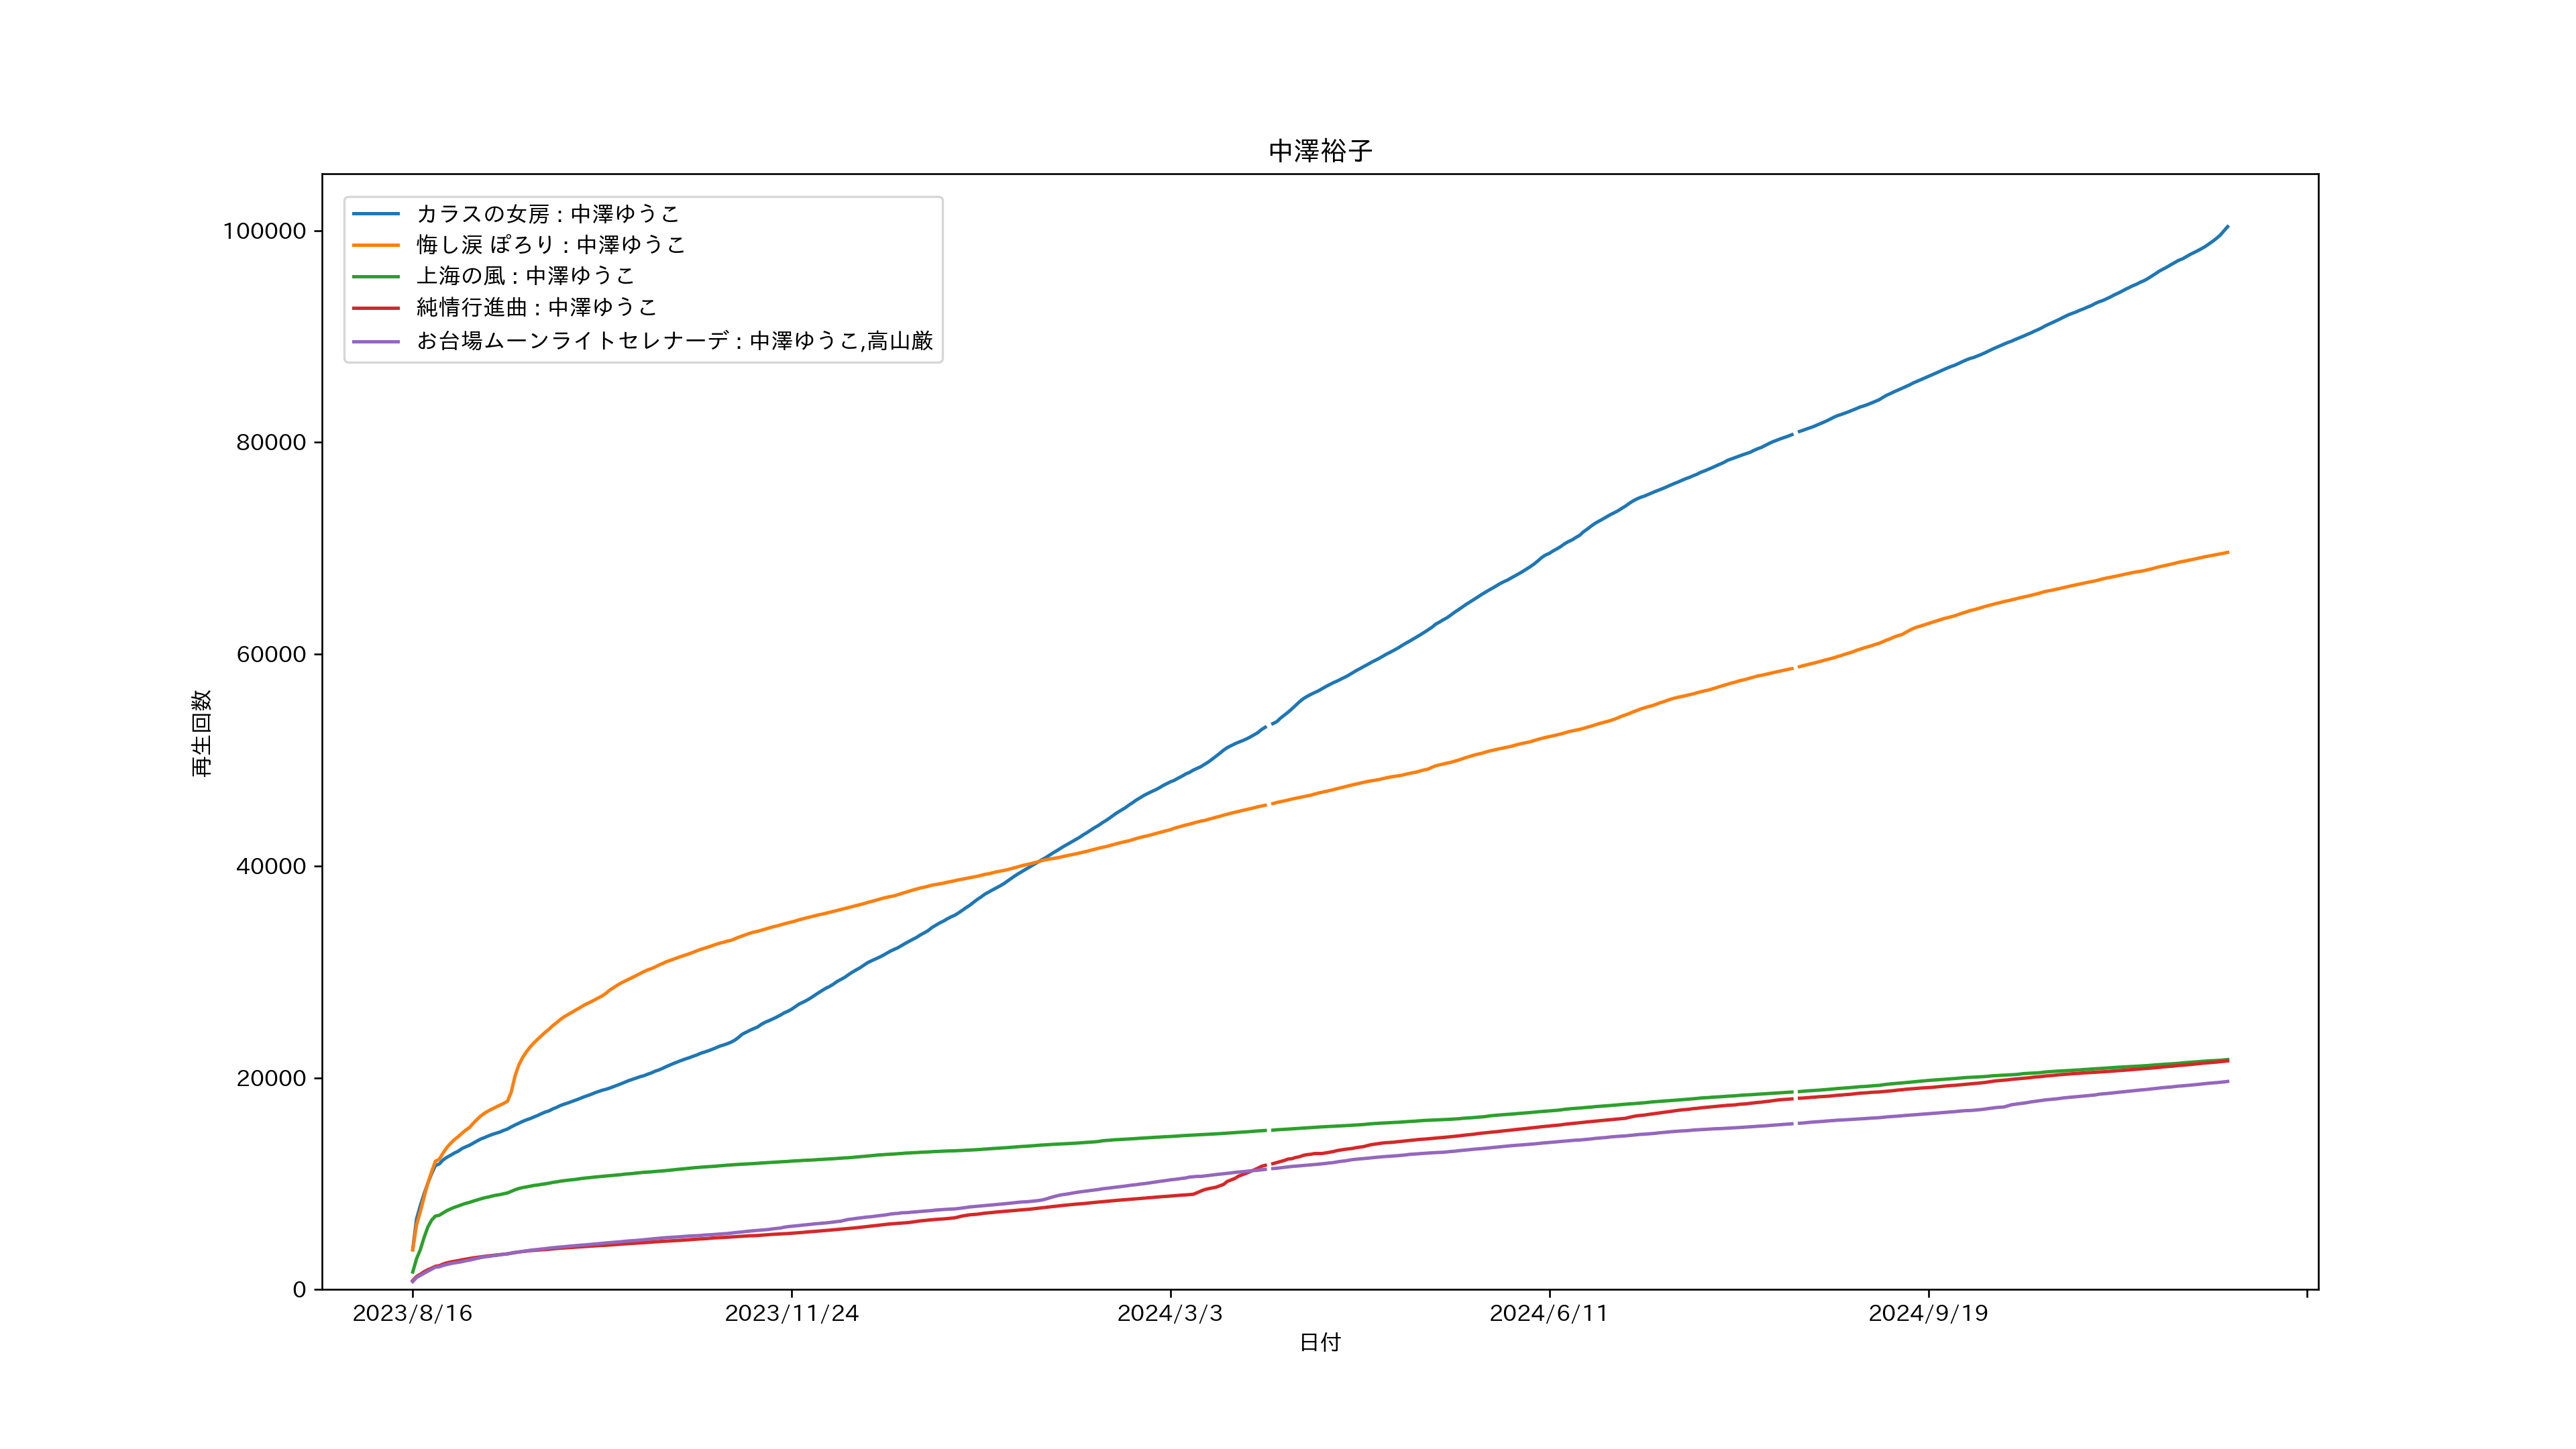 中澤裕子
カラスの女房 : 中澤ゆうこ
悔し涙 ぽろり : 中澤ゆうこ
上海の風 : 中澤ゆうこ
純情行進曲 : 中澤ゆうこ
お台場ムーンライトセレナーデ : 中澤ゆうこ,高山厳
100000
80000
60000
40000
20000
0
再生回数
2023/8/16
2023/11/24
2024/3/3
2024/6/11
2024/9/19
日付